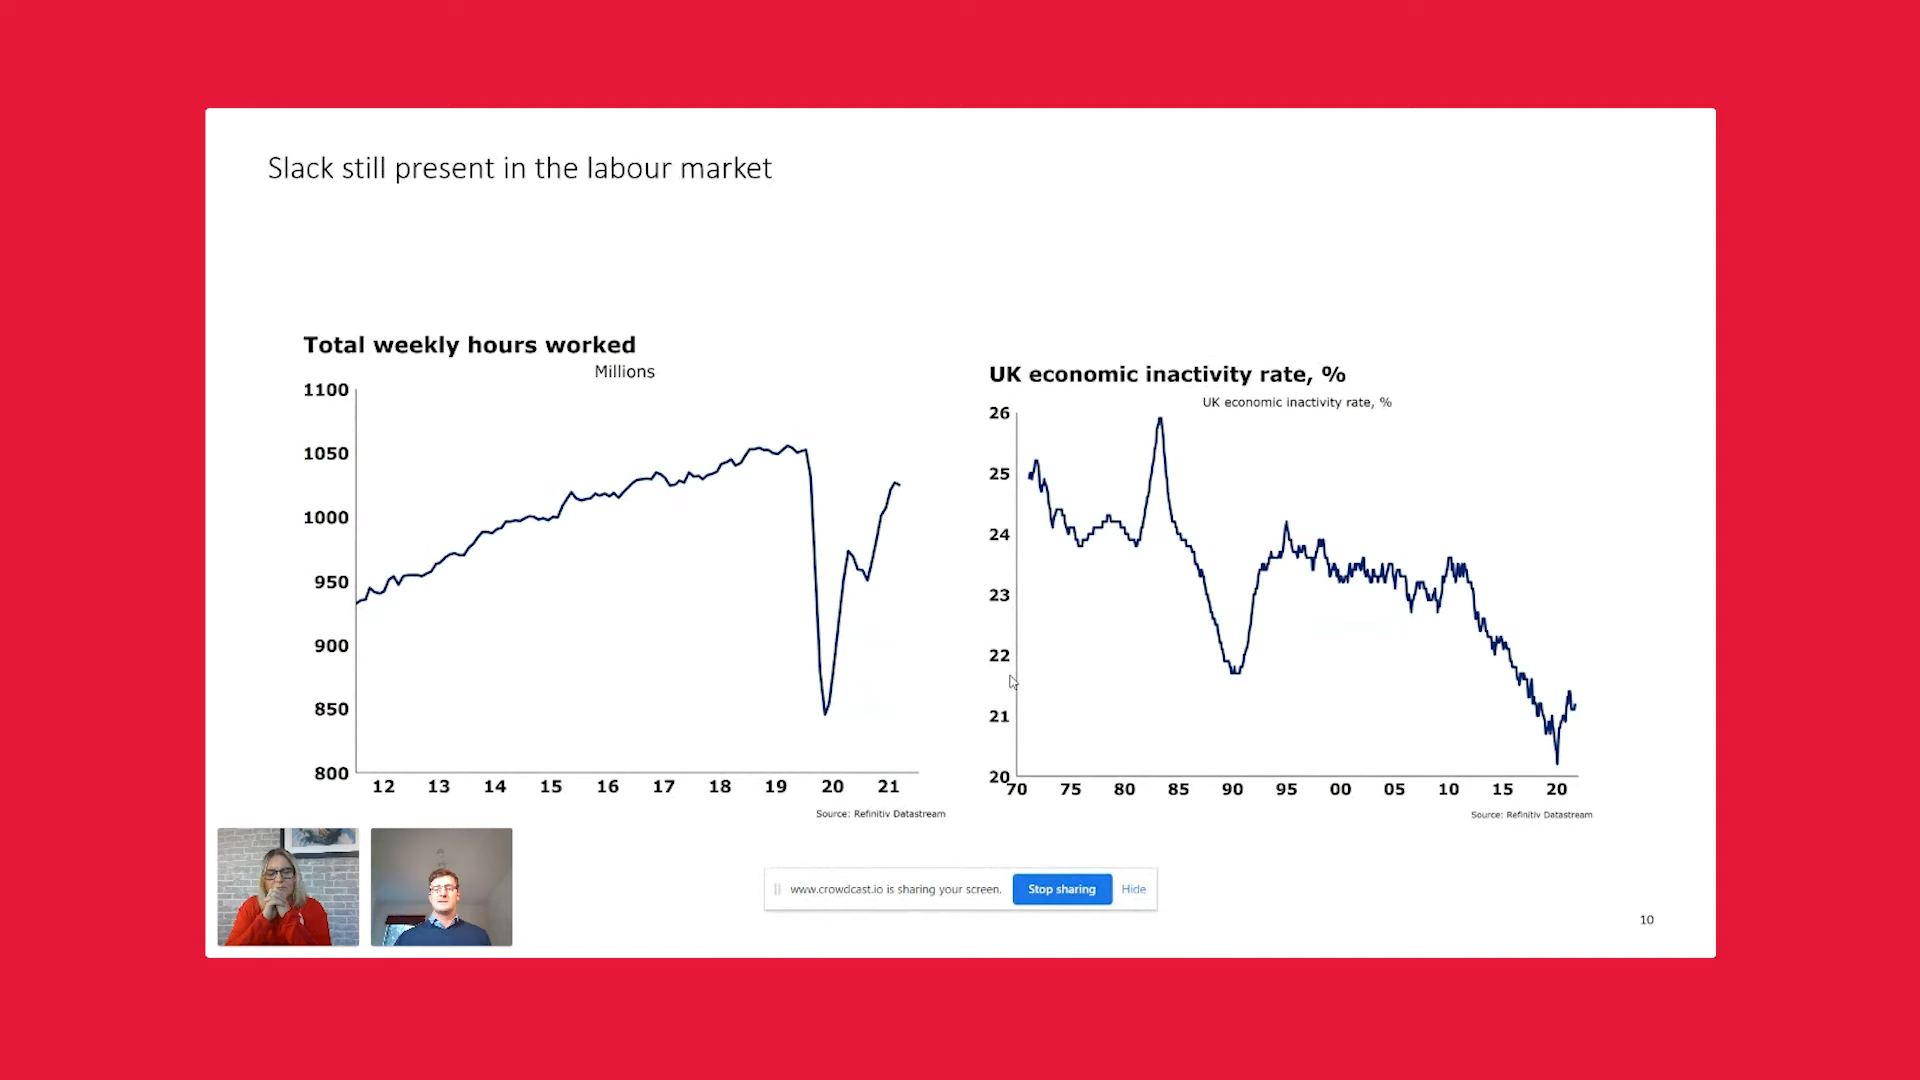 Slack still present in the labour market
Total weekly hours worked
Millions
1100
1050
1000
950
900
850
800
12 13 14 15 16 17 18 19 20 21
Source: Refinitiv Datastream
UK economic inactivity rate, %
UK economic inactivity rate, %
26
25
24
23
22
21
20
70 75 80 85 90 95 00 05 10 15 20
Source: Refinitiv Datastream
www.crowdcast.io is sharing your screen. Stop sharing Hide
10